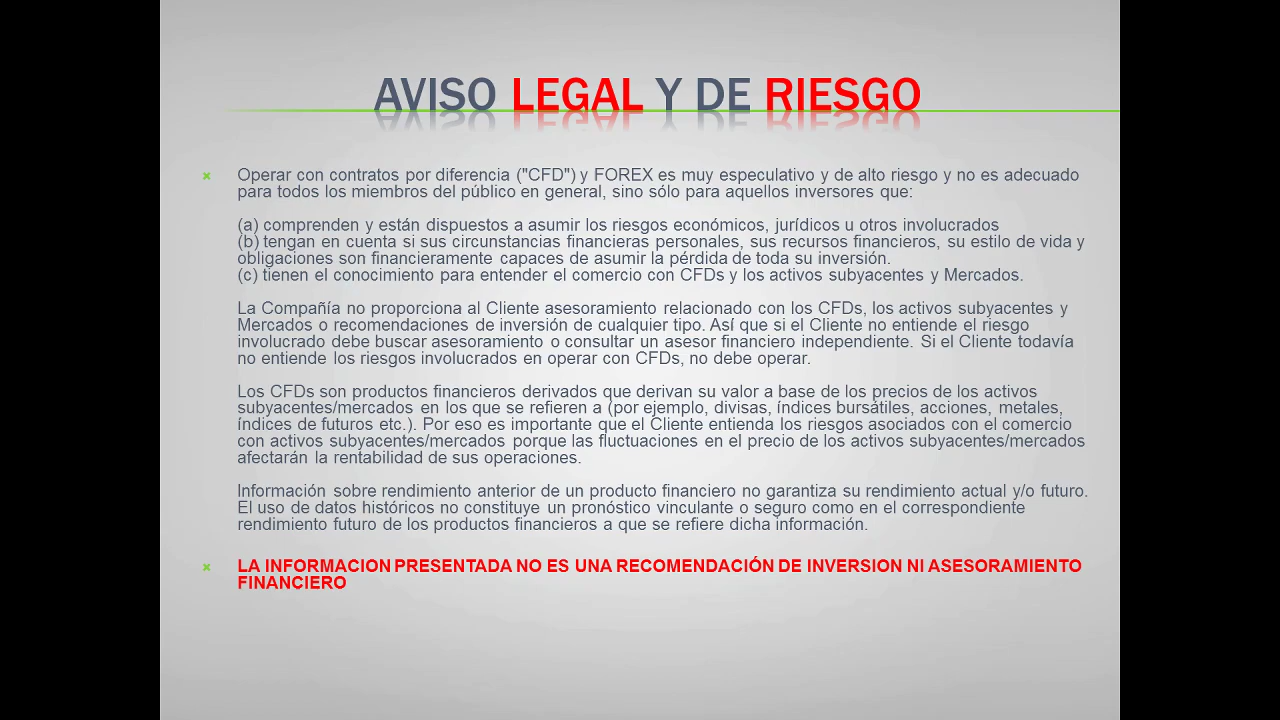 AVISO LEGAL Y DE RIESGO
Operar con contratos por diferencia ("CFD") y FOREX es muy especulativo y de alto riesgo y no es adecuado
para todos los miembros del público en general, sino sólo para aquellos inversores que:
(a) comprenden y están dispuestos a asumir los riesgos económicos, jurídicos u otros involucrados
(b) tengan en cuenta si sus circunstancias financieras personales, sus recursos financieros, su estilo de vida y
obligaciones son financieramente capaces de asumir la pérdida de toda su inversión.
(c) tienen el conocimiento para entender el comercio con CFDs y los activos subyacentes y Mercados.
La Compañía no proporciona al Cliente asesoramiento relacionado con los CFDs, los activos subyacentes y
Mercados o recomendaciones de inversión de cualquier tipo. Así que si el Cliente no entiende el riesgo
involucrado debe buscar asesoramiento o consultar un asesor financiero independiente. Si el Cliente todavía
no entiende los riesgos involucrados en operar con CFDs, no debe operar.
Los CFDs son productos financieros derivados que derivan su valor a base de los precios de los activos
subyacentes/mercados en los que se refieren a (por ejemplo, divisas, índices bursátiles, acciones, metales,
índices de futuros etc.). Por eso es importante que el Cliente entienda los riesgos asociados con el comercio
con activos subyacentes/mercados porque las fluctuaciones en el precio de los activos subyacentes/mercados
afectarán la rentabilidad de sus operaciones.
Información sobre rendimiento anterior de un producto financiero no garantiza su rendimiento actual y/o futuro.
El uso de datos históricos no constituye un pronóstico vinculante o seguro como en el correspondiente
rendimiento futuro de los productos financieros a que se refiere dicha información.
LA INFORMACION PRESENTADA NO ES UNA RECOMENDACIÓN DE INVERSION NI ASESORAMIENTO
FINANCIERO